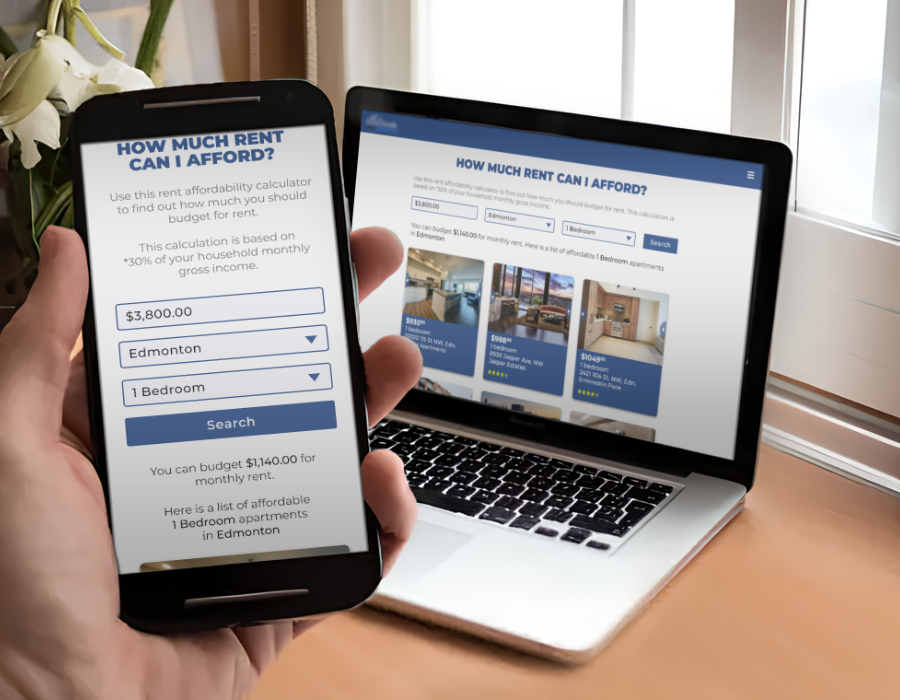 HOW MUCH RENT
CAN I AFFORD?
Use this rent affordability calculator
to find out how much you should
budget for rent.
This calculation is based on
*30% of your household monthly
gross income.
$3,800.00
Edmonton
1 Bedroom
Search
You can budget $1,140.00 for
monthly rent.
Here is a list of affordable
1 Bedroom apartments
in Edmonton
HOW MUCH RENT CAN I AFFORD?
Use this rent affordability calculator to find out how much you should budget for rent. This calculation is
based on *30% of your household monthly gross income.
$3,800.00
Edmonton
1 Bedroom
Search
You can budget $1,140.00 for monthly rent. Here is a list of affordable 1 Bedroom apartments
in Edmonton
$930
1 bedroom
115 St NW, Edn,
Apartments
$988
1 bedroom
9930 Jasper Ave, NW
Jasper Estates
$1049
1 bedroom
2421 104 St. NW, Edn,
Ermineskin Place